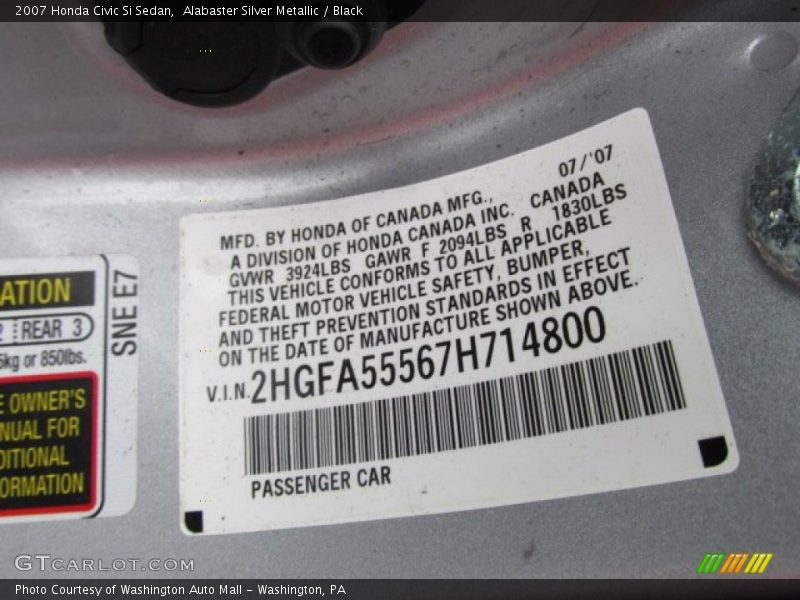 2007 Honda Civic Si Sedan, Alabaster Silver Metallic / Black
07/'07
MFD. BY HONDA OF CANADA MFG.,
A DIVISION OF HONDA CANADA INC. CANADA
GVWR 3924LBS GAWR F 2094LBS R 1830LBS
THIS VEHICLE CONFORMS TO ALL APPLICABLE
FEDERAL MOTOR VEHICLE SAFETY, BUMPER,
AND THEFT PREVENTION STANDARDS IN EFFECT
ON THE DATE OF MANUFACTURE SHOWN ABOVE.
V.I.N. 2HGFA55567H714800
PASSENGER CAR
ATION
2 REAR 3
5kg or 850lbs.
SNE E7
E OWNER'S
NUAL FOR
DITIONAL
ORMATION
GTCARLOT.COM
Photo Courtesy of Washington Auto Mall - Washington, PA